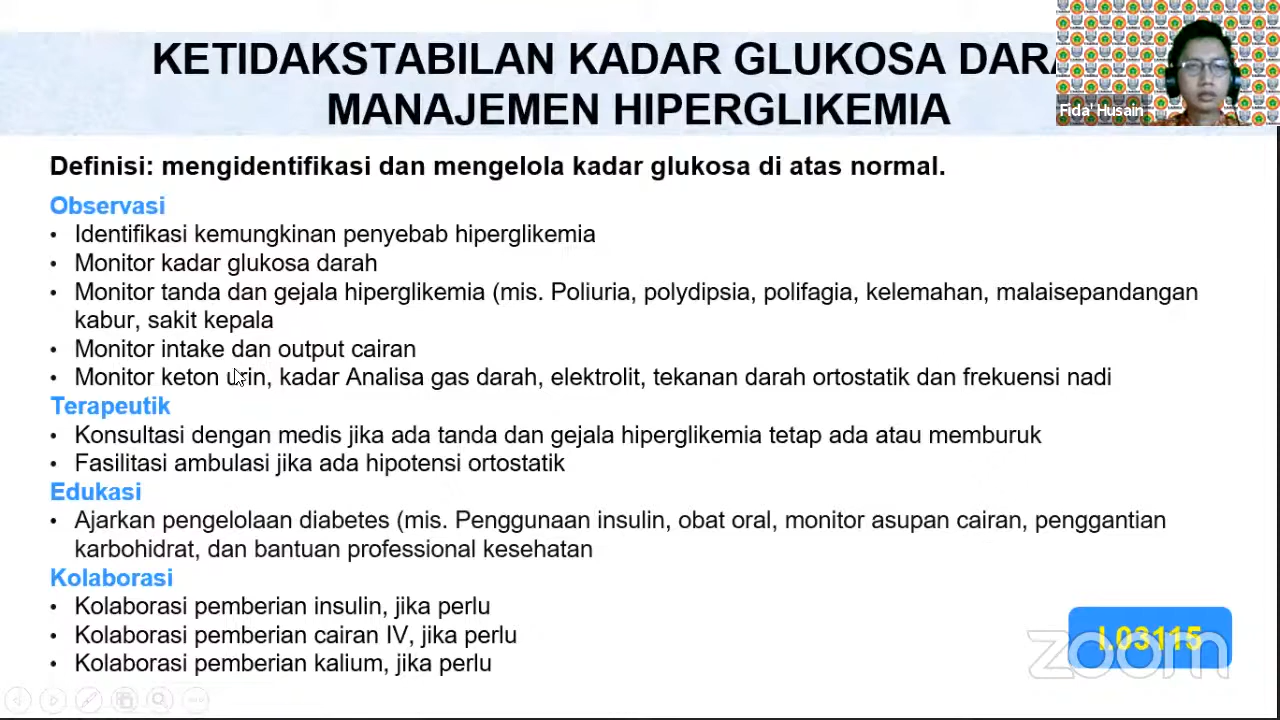 KETIDAKSTABILAN KADAR GLUKOSA
MANAJEMEN HIPERGLIKEMIA
Fida' Husain
Definisi: mengidentifikasi dan mengelola kadar glukosa di atas normal.
Observasi
• Identifikasi kemungkinan penyebab hiperglikemia
• Monitor kadar glukosa darah
• Monitor tanda dan gejala hiperglikemia (mis. Poliuria, polydipsia, polifagia, kelemahan, malaisepandangan
kabur, sakit kepala
• Monitor intake dan output cairan
• Monitor keton urin, kadar Analisa gas darah, elektrolit, tekanan darah ortostatik dan frekuensi nadi
Terapeutik
• Konsultasi dengan medis jika ada tanda dan gejala hiperglikemia tetap ada atau memburuk
• Fasilitasi ambulasi jika ada hipotensi ortostatik
Edukasi
• Ajarkan pengelolaan diabetes (mis. Penggunaan insulin, obat oral, monitor asupan cairan, penggantian
karbohidrat, dan bantuan professional kesehatan
Kolaborasi
• Kolaborasi pemberian insulin, jika perlu
• Kolaborasi pemberian cairan IV, jika perlu
• Kolaborasi pemberian kalium, jika perlu
I.03115
zoom